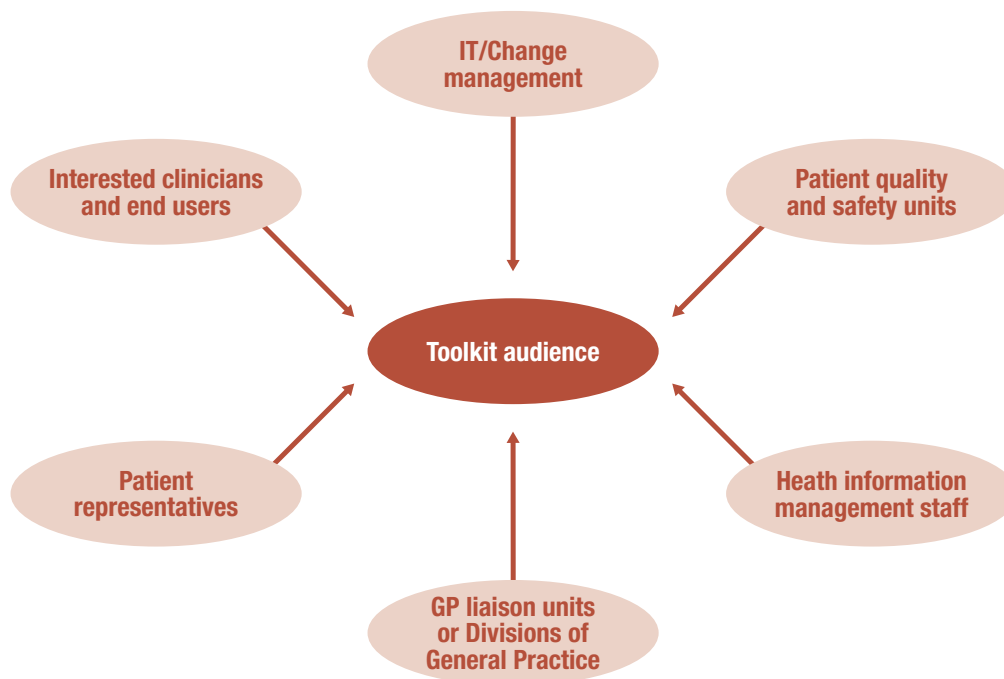 IT/Change
management
Interested clinicians
and end users
Patient quality
and safety units
Toolkit audience
Patient
representatives
Heath information
management staff
GP liaison units
or Divisions of
General Practice